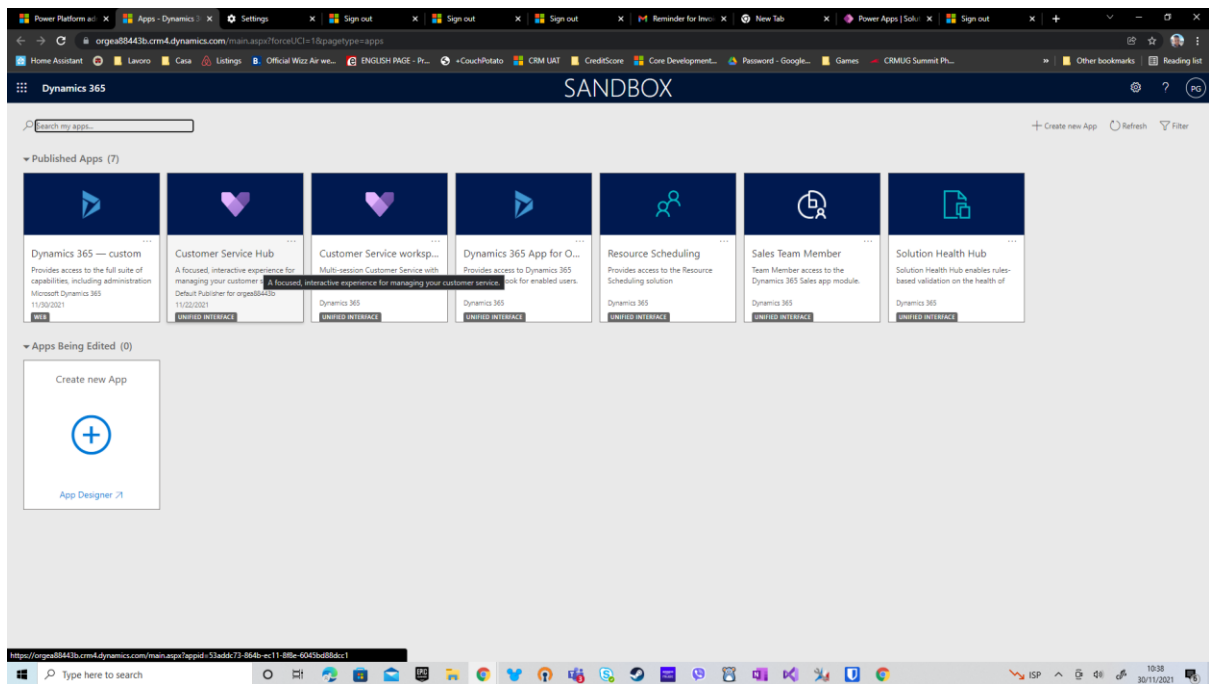 Power Platform ad
Apps - Dynamics 3
Settings
Sign out
Sign out
Sign out
Reminder for Invo
New Tab
Power Apps | Solut
Sign out
orgea88443b.crm4.dynamics.com/main.aspx?forceUCI=1&pagetype=apps
Home Assistant
Lavoro
Casa
Listings
Official Wizz Air we...
ENGLISH PAGE - Pr...
+CouchPotato
CRM UAT
CreditScore
Core Development...
Password - Google...
Games
CRMUG Summit Ph...
»
Other bookmarks
Reading list
Dynamics 365
SANDBOX
?
PG
Search my apps...
Create new App
Refresh
Filter
Published Apps (7)
Dynamics 365 — custom
Provides access to the full suite of
capabilities, including administration
Microsoft Dynamics 365
11/30/2021
WEB
Customer Service Hub
A focused, interactive experience for
managing your customer s
Default Publisher for orgea88443b
11/22/2021
UNIFIED INTERFACE
A focused, interactive experience for managing your customer service.
Customer Service worksp...
Multi-session Customer Service with
Dynamics 365
UNIFIED INTERFACE
Dynamics 365 App for O...
Provides access to Dynamics 365
ook for enabled users.
Dynamics 365
UNIFIED INTERFACE
Resource Scheduling
Provides access to the Resource
Scheduling solution
Dynamics 365
UNIFIED INTERFACE
Sales Team Member
Team Member access to the
Dynamics 365 Sales app module.
Dynamics 365
UNIFIED INTERFACE
Solution Health Hub
Solution Health Hub enables rules-
based validation on the health of
Dynamics 365
UNIFIED INTERFACE
Apps Being Edited (0)
Create new App
App Designer
https://orgea88443b.crm4.dynamics.com/main.aspx?appid=53addc73-864b-ec11-8f8e-6045bd88dcc1
Type here to search
EPIC
ISP
10:38
30/11/2021